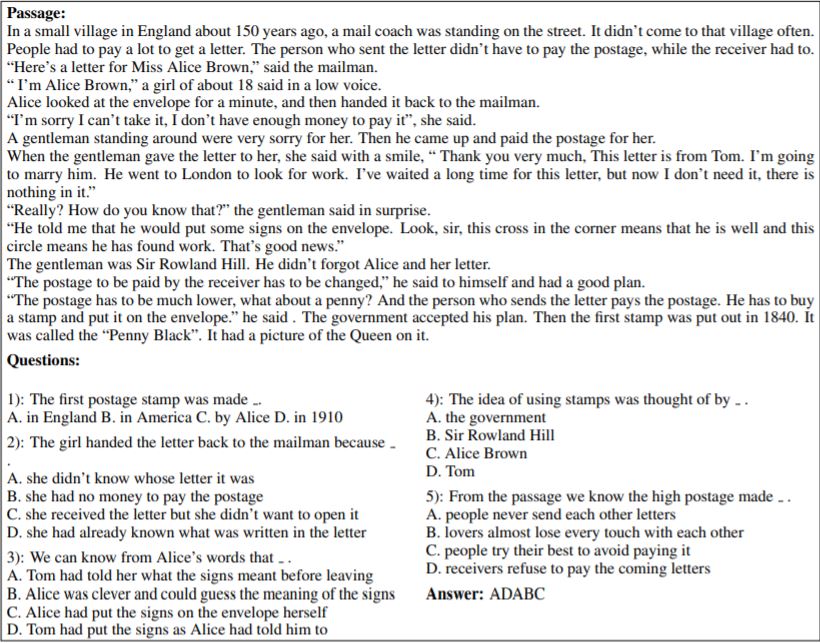 Passage:
In a small village in England about 150 years ago, a mail coach was standing on the street. It didn't come to that village often.
People had to pay a lot to get a letter. The person who sent the letter didn't have to pay the postage, while the receiver had to.
"Here's a letter for Miss Alice Brown," said the mailman.
" I'm Alice Brown," a girl of about 18 said in a low voice.
Alice looked at the envelope for a minute, and then handed it back to the mailman.
"I'm sorry I can't take it, I don't have enough money to pay it", she said.
A gentleman standing around were very sorry for her. Then he came up and paid the postage for her.
When the gentleman gave the letter to her, she said with a smile, " Thank you very much, This letter is from Tom. I'm going
to marry him. He went to London to look for work. I've waited a long time for this letter, but now I don't need it, there is
nothing in it."
"Really? How do you know that?" the gentleman said in surprise.
"He told me that he would put some signs on the envelope. Look, sir, this cross in the corner means that he is well and this
circle means he has found work. That's good news."
The gentleman was Sir Rowland Hill. He didn't forgot Alice and her letter.
"The postage to be paid by the receiver has to be changed," he said to himself and had a good plan.
"The postage has to be much lower, what about a penny? And the person who sends the letter pays the postage. He has to buy
a stamp and put it on the envelope." he said . The government accepted his plan. Then the first stamp was put out in 1840. It
was called the "Penny Black". It had a picture of the Queen on it.
Questions:
1): The first postage stamp was made _.
A. in England B. in America C. by Alice D. in 1910
2): The girl handed the letter back to the mailman because _
.
A. she didn't know whose letter it was
B. she had no money to pay the postage
C. she received the letter but she didn't want to open it
D. she had already known what was written in the letter
3): We can know from Alice's words that _ .
A. Tom had told her what the signs meant before leaving
B. Alice was clever and could guess the meaning of the signs
C. Alice had put the signs on the envelope herself
D. Tom had put the signs as Alice had told him to
4): The idea of using stamps was thought of by _ .
A. the government
B. Sir Rowland Hill
C. Alice Brown
D. Tom
5): From the passage we know the high postage made _ .
A. people never send each other letters
B. lovers almost lose every touch with each other
C. people try their best to avoid paying it
D. receivers refuse to pay the coming letters
Answer: ADABC